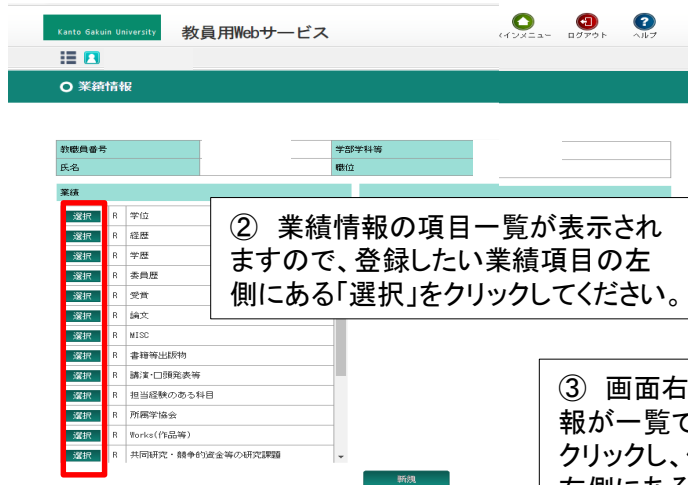 Kanto Gakuin University 教員用Webサービス
インメニュー ログアウト ヘルプ
業績情報
教職員番号 学部学科等
氏名 職位
業績
選択 R 学位
選択 R 経歴
選択 R 学歴
選択 R 委員歴
選択 R 受賞
選択 R 論文
選択 R MISC
選択 R 書籍等出版物
選択 R 講演・口頭発表等
選択 R 担当経験のある科目
選択 R 所属学協会
選択 R Works(作品等)
選択 R 共同研究・競争的資金等の研究課題
新規
② 業績情報の項目一覧が表示され
ますので、登録したい業績項目の左
側にある「選択」をクリックしてください。
③ 画面右
報が一覧で
クリックし、
左側にある